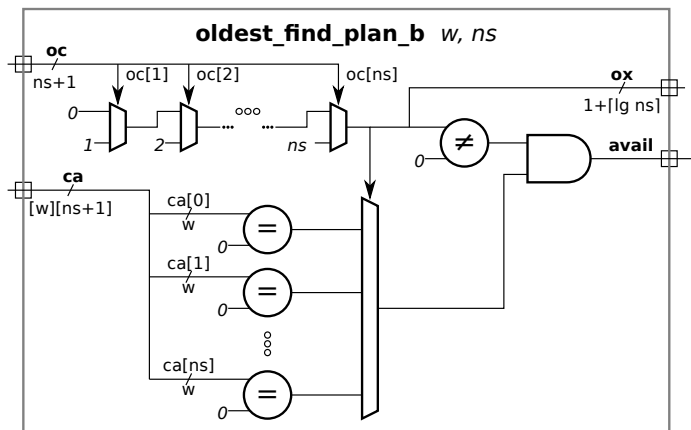 oldest_find_plan_b w, ns
oc
ns+1
oc[1]
oc[2]
oc[ns]
ox
1+⌈lg ns⌉
0
1
2
...
...
ns
≠
0
avail
ca
[w][ns+1]
ca[0]
w
0
=
ca[1]
w
0
=
ca[ns]
w
0
=